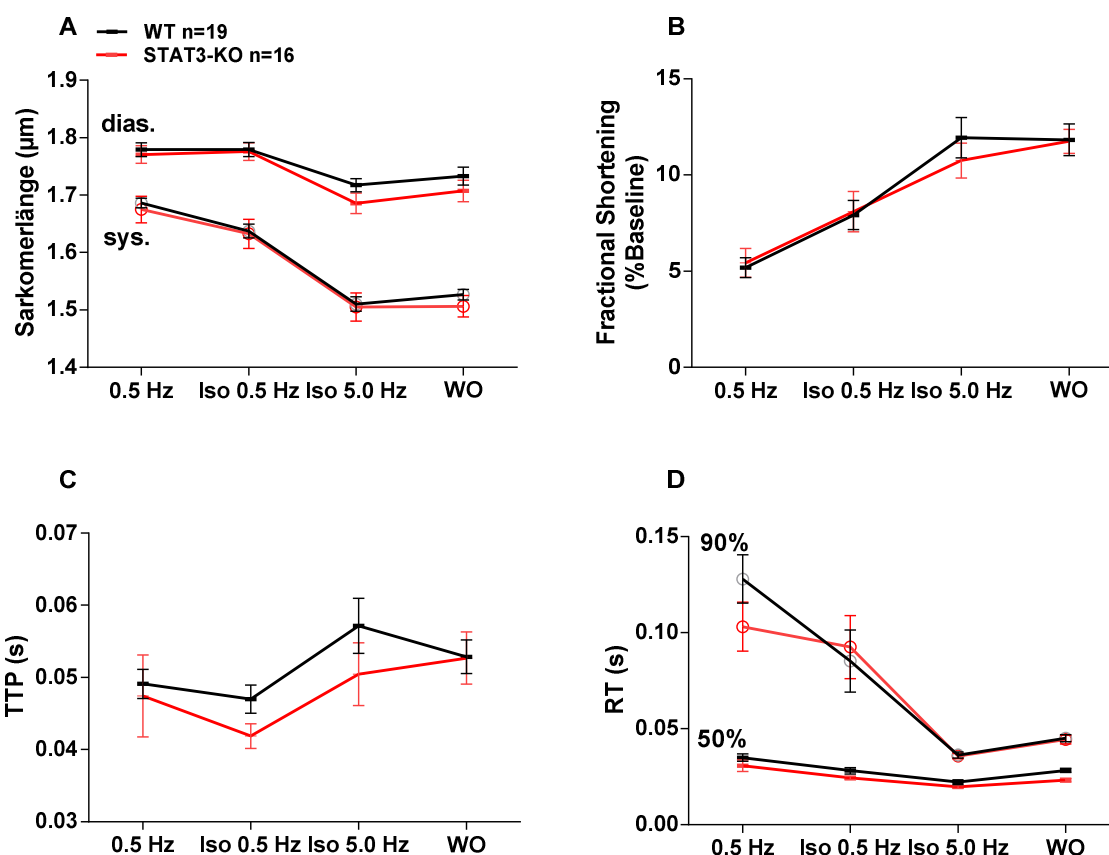 A
WT n=19
STAT3-KO n=16
Sarkomerlänge (µm)
1.9
1.8
1.7
1.6
1.5
1.4
dias.
sys.
0.5 Hz Iso 0.5 Hz Iso 5.0 Hz WO
B
Fractional Shortening
(%Baseline)
15
10
5
0
0.5 Hz Iso 0.5 Hz Iso 5.0 Hz WO
C
TTP (s)
0.07
0.06
0.05
0.04
0.03
0.5 Hz Iso 0.5 Hz Iso 5.0 Hz WO
D
RT (s)
0.15
0.10
0.05
0.00
90%
50%
0.5 Hz Iso 0.5 Hz Iso 5.0 Hz WO